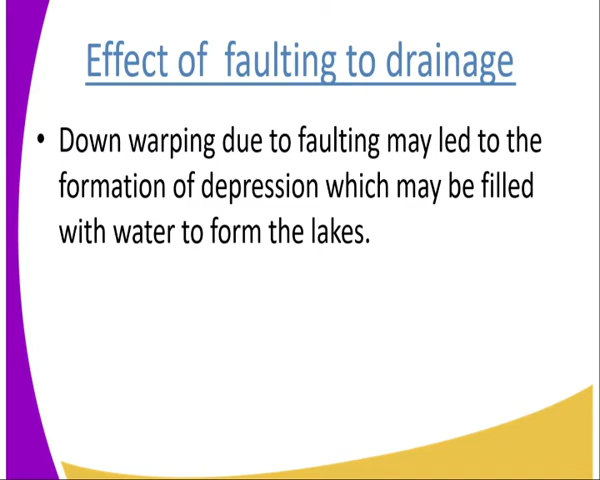 Effect of  faulting to drainage
• Down warping due to faulting may led to the
formation of depression which may be filled
with water to form the lakes.